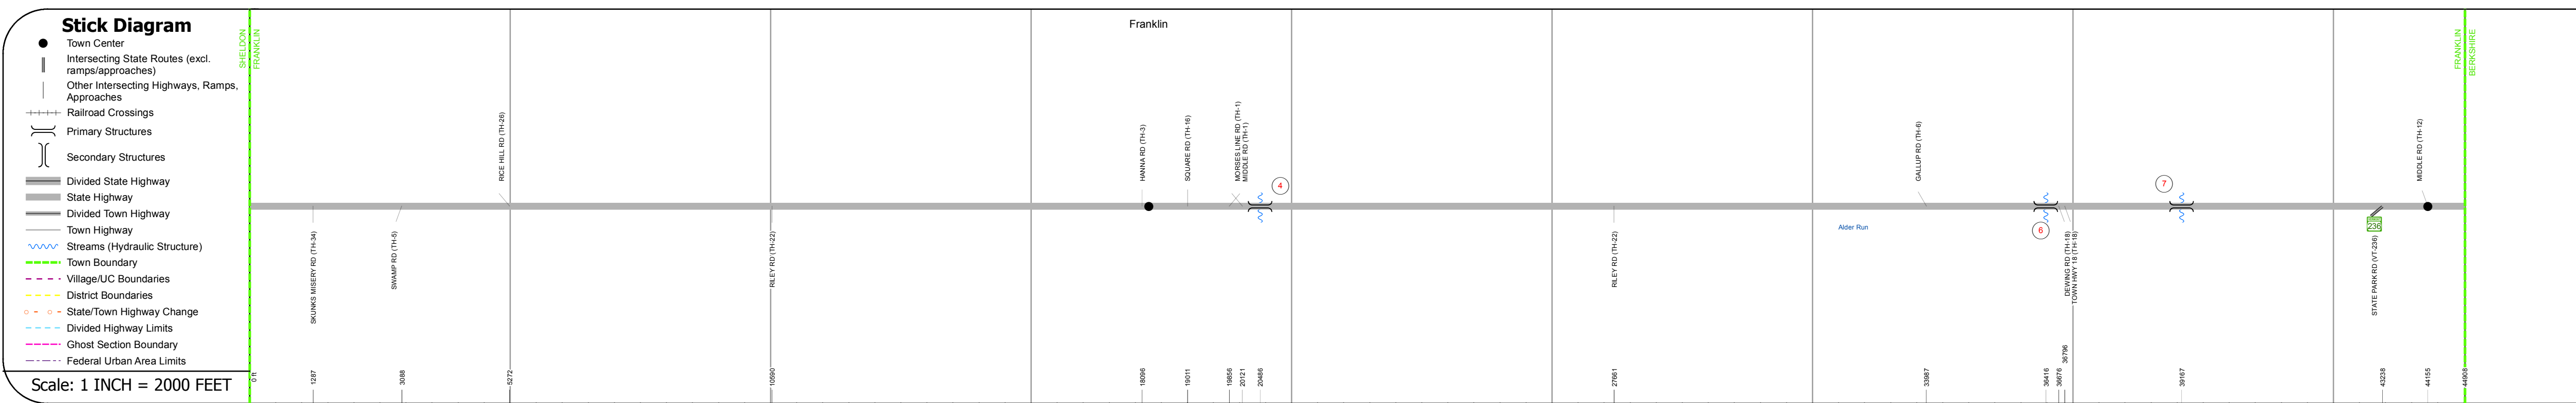 Stick Diagram
Town Center
Intersecting State Routes (excl.
ramps/approaches)
Other Intersecting Highways, Ramps,
Approaches
Railroad Crossings
Primary Structures
Secondary Structures
Divided State Highway
State Highway
Divided Town Highway
Town Highway
Streams (Hydraulic Structure)
Town Boundary
Village/UC Boundaries
District Boundaries
State/Town Highway Change
Divided Highway Limits
Ghost Section Boundary
Federal Urban Area Limits
Scale: 1 INCH = 2000 FEET
Franklin
SHELDON
FRANKLIN
FRANKLIN
BERKSHIRE
RICE HILL RD (TH-26)
HANNA RD (TH-3)
SQUARE RD (TH-16)
MORSES LINE RD (TH-1)
MIDDLE RD (TH-1)
GALLUP RD (TH-6)
MIDDLE RD (TH-12)
4
7
6
Alder Run
236
SKUNKS MISERY RD (TH-34)
SWAMP RD (TH-5)
RILEY RD (TH-22)
RILEY RD (TH-22)
DEWING RD (TH-18)
TOWN HWY 18 (TH-18)
STATE PARK RD (VT-236)
0 ft
1287
3088
5272
10590
18096
19011
19856
20121
20486
27661
33987
36416
36676
36796
39167
43238
44155
44908